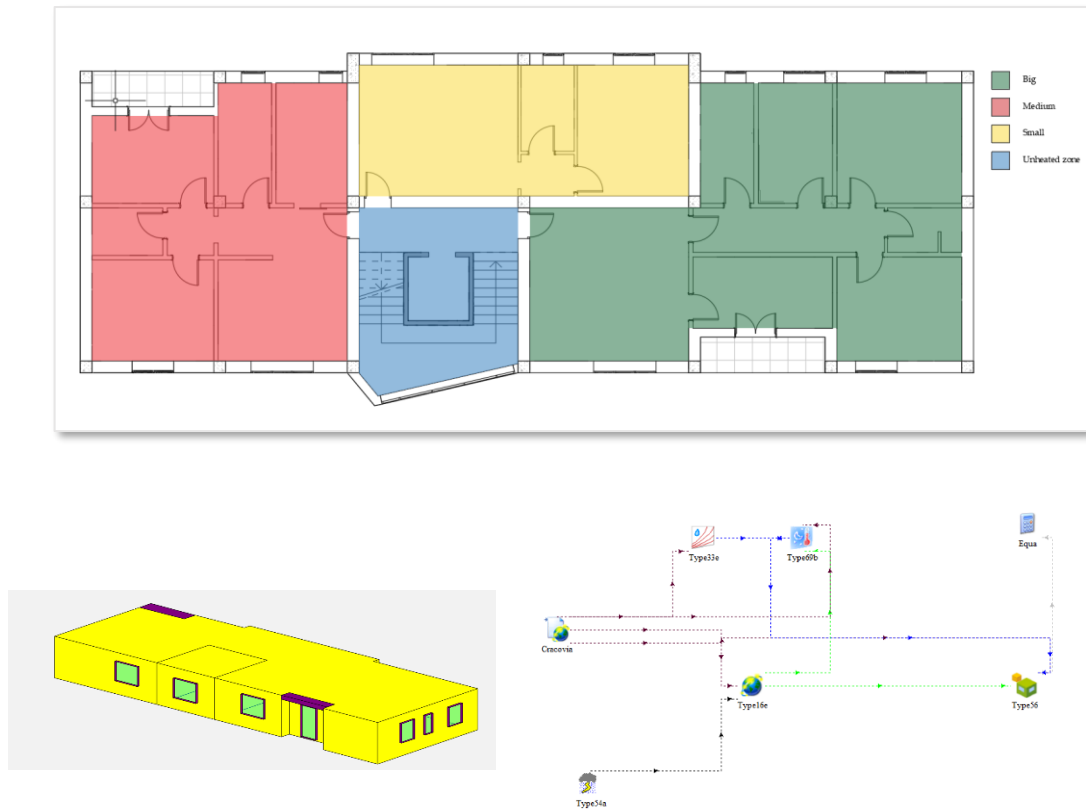 Big
Medium
Small
Unheated zone
Type33e
Type69b
Equa
Cracovia
Type16e
Type56
Type54a